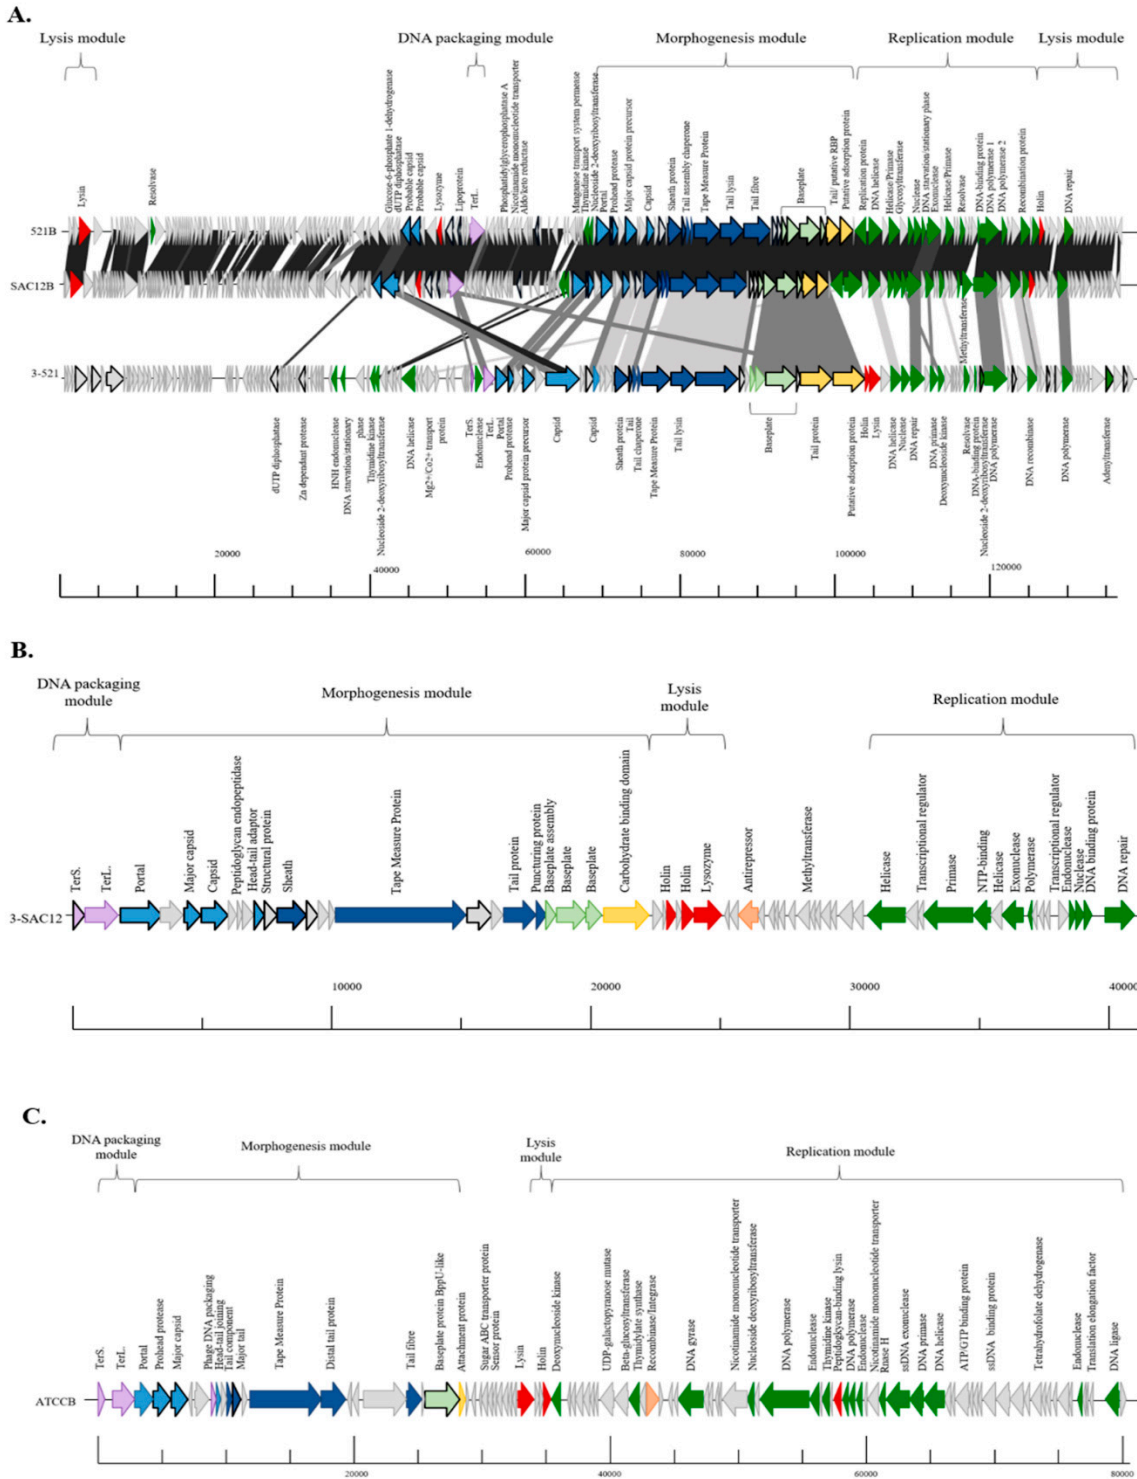 A.
Lysis module
DNA packaging module
Morphogenesis module
Replication module
Lysis module
Lysin
Resolvase
Glucose-6-phosphate 1-dehydrogenase
dUTP diphosphatase
Probable capsid
Probable capsid
Lysozyme
Lipoprotein
TerL
Phosphatidylglycerophosphatase A
Nicotinamide mononucleotide transporter
Aldo keto reductase
Manganese transport system permease
Thymidine kinase
Nucleoside 2-deoxyribosyltransferase
Portal
Prohead protease
Major capsid protein precursor
Capsid
Sheath protein
Tail assembly chaperone
Tape Measure Protein
Tail lysin
Tail fibre
Baseplate
Tail/ putative RBP
Putative adsorption protein
Replication protein
DNA helicase
Helicase/Primase
Glycosyltransferase
Nuclease
DNA starvation/stationary phase
Exonuclease
Helicase/Primase
Resolvase
DNA-binding protein
DNA polymerase 1
DNA polymerase 2
Recombination protein
Holin
DNA repair
521B
SAC12B
Methyltransferase
3-521
dUTP diphosphatase
Zn dependant protease
HNH endonuclease
DNA starvation/stationary
phase
Thymidine kinase
Nucleoside 2-deoxyribosyltransferase
DNA helicase
Mg2+/Co2+ transport
protein
TerS.
Endonuclease
TerL.
Portal
Prohead protease
Major capsid protein precursor
Capsid
Capsid
Sheath protein
Tail
Tail chaperone
Tape Measure Protein
Tail lysin
Baseplate
Tail protein
Putative adsorption protein
Holin
Lysin
DNA helicase
Nuclease
DNA repair
DNA primase
Deoxynucleoside kinase
Resolvase
DNA-binding protein
Nucleoside 2-deoxyribosyltransferase
DNA polymerase
DNA recombinase
DNA polymerase
Adenyltransferase
20000
40000
60000
80000
100000
120000
B.
DNA packaging
module
Morphogenesis module
Lysis
module
Replication module
TerS.
TerL.
Portal
Major capsid
Capsid
Peptidoglycan endopeptidase
Head-tail adaptor
Structural protein
Sheath
Tape Measure Protein
Tail protein
Puncturing protein
Baseplate assembly
Baseplate
Baseplate
Carbohydrate binding domain
Holin
Holin
Lysozyme
Antirepressor
Methyltransferase
Helicase
Transcriptional regulator
Primase
NTP-binding
Helicase
Exonuclease
Polymerase
Transcriptional regulator
Endonuclease
Nuclease
DNA binding protein
DNA repair
3-SAC12
10000
20000
30000
40000
C.
DNA packaging
module
Morphogenesis module
Lysis
module
Replication module
TerS.
TerL.
Portal
Prohead protease
Major capsid
Phage DNA packaging
Head-tail joining
Tail component
Major tail
Tape Measure Protein
Distal tail protein
Tail fibre
Baseplate protein BppU-like
Attachment protein
Sugar ABC transporter protein
Sensor protein
Lysin
Holin
Deoxynucleoside kinase
UDP-galactopyranose mutase
Beta-glucosyltransferase
Thymidylate synthase
Recombinase/Integrase
DNA gyrase
Nicotinamide mononucleotide transporter
Nucleoside deoxyribosyltransferase
DNA polymerase
Endonuclease
Thymidine kinase
Peptidoglycan-binding lysin
DNA polymerase
Endonuclease
Nicotinamide mononucleotide transporter
Rnase H
ssDNA exonuclease
DNA primase
DNA helicase
ATP/GTP binding protein
ssDNA binding protein
Tetrahydrofolate dehydrogenase
Endonuclease
Translation elongation factor
DNA ligase
ATCCB
20000
40000
60000
80000